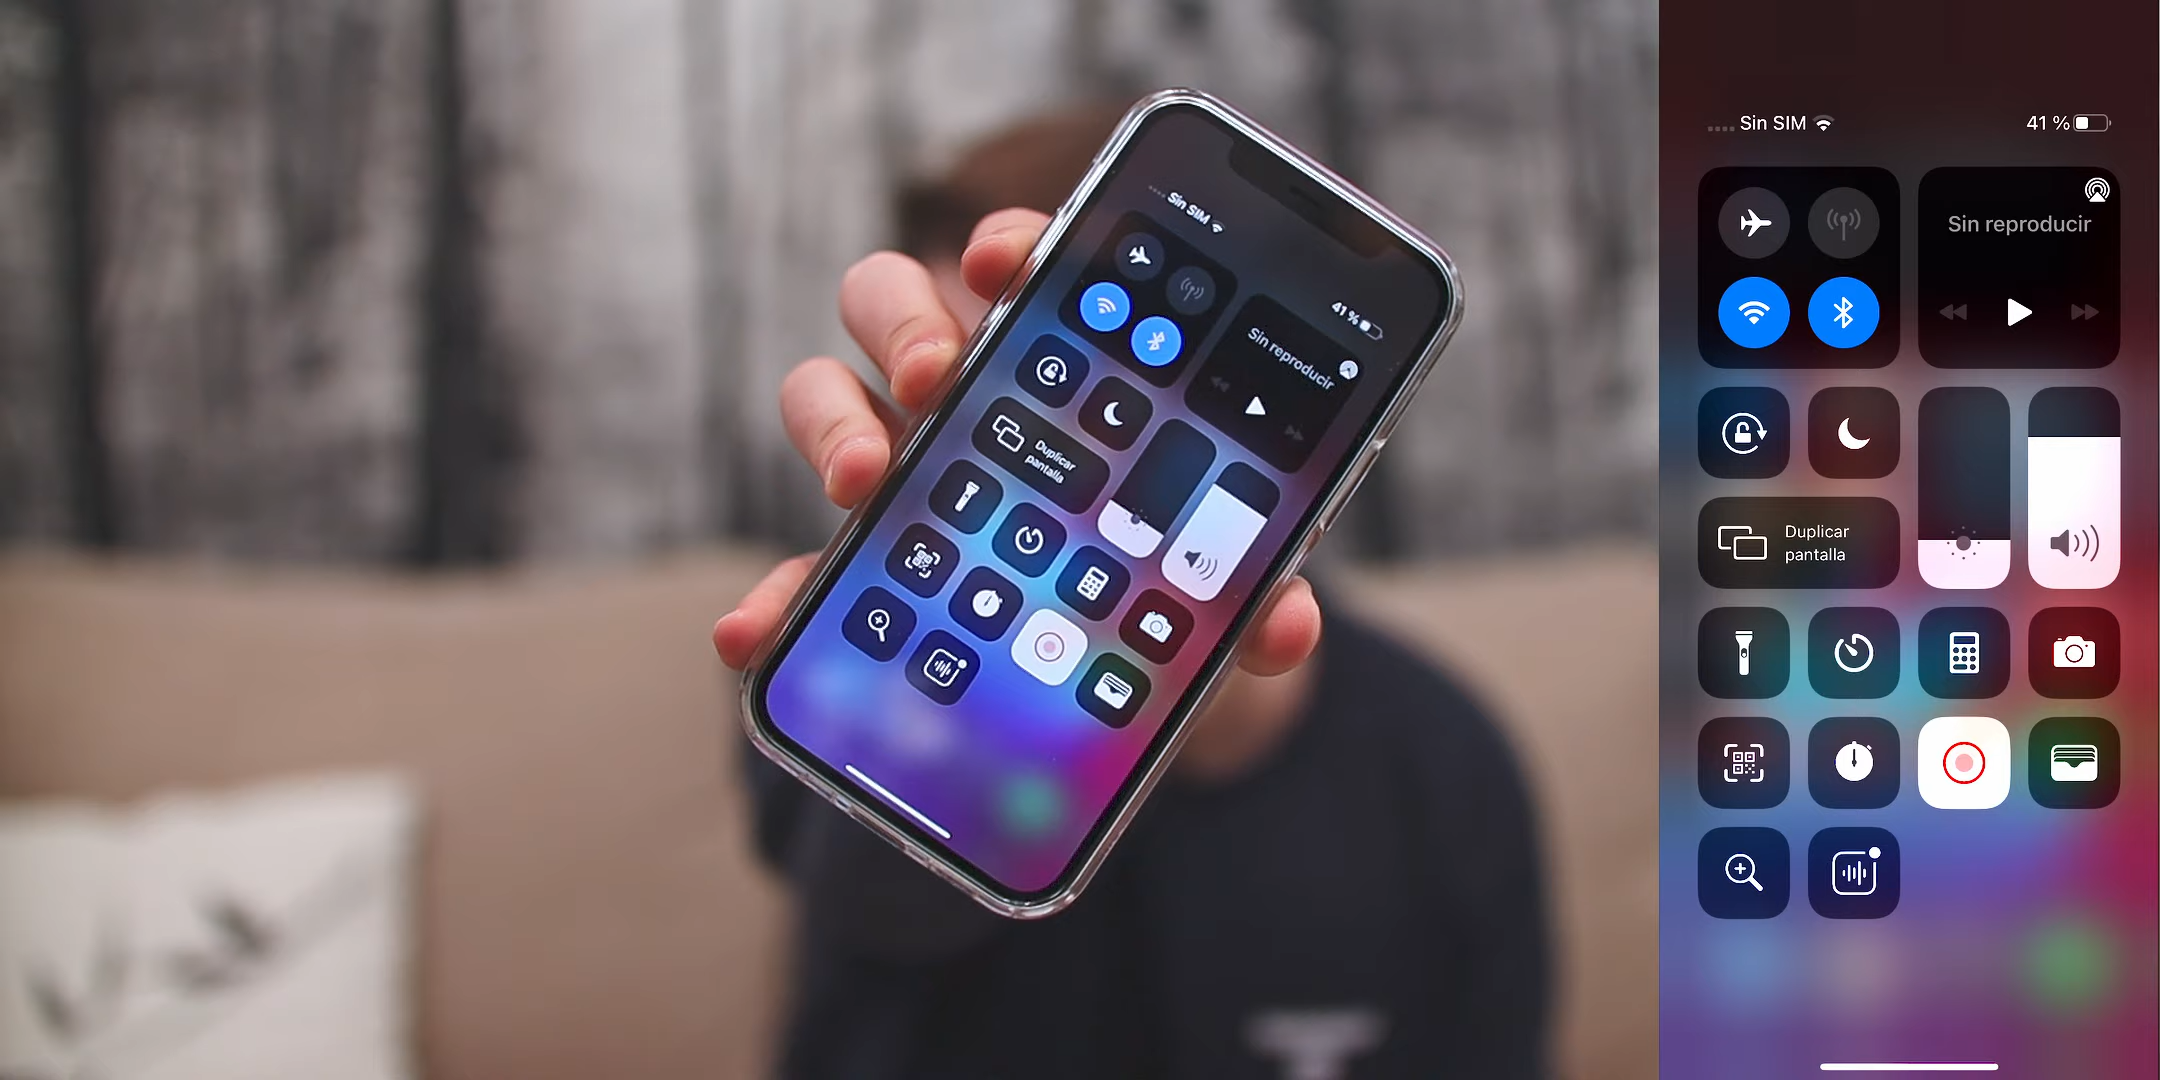 Sin SIM
41 %
Sin reproducir
Duplicar
pantalla
Sin SIM
41 %
Sin reproducir
Duplicar
pantalla